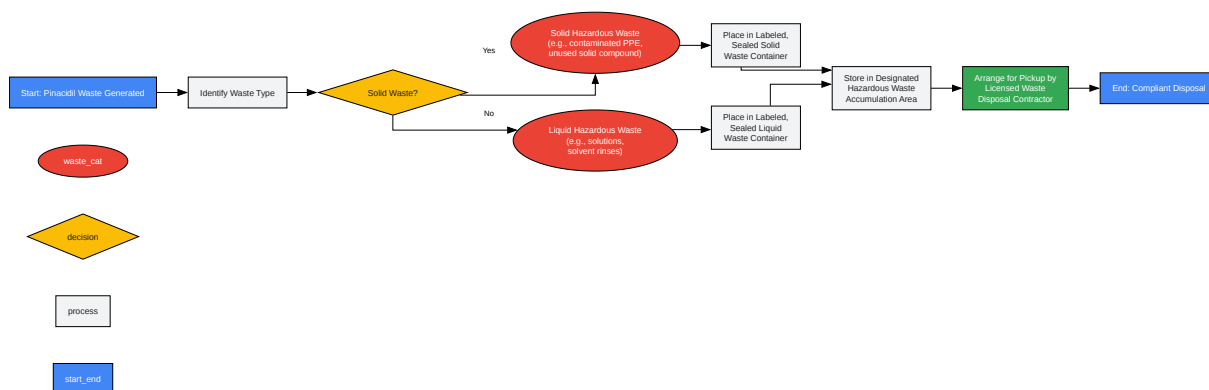 Start: Pinacidil Waste Generated
Identify Waste Type
Solid Waste?
Yes
No
Solid Hazardous Waste
(e.g., contaminated PPE,
unused solid compound)
Liquid Hazardous Waste
(e.g., solutions,
solvent rinses)
Place in Labeled,
Sealed Solid
Waste Container
Place in Labeled,
Sealed Liquid
Waste Container
Store in Designated
Hazardous Waste
Accumulation Area
Arrange for Pickup by
Licensed Waste
Disposal Contractor
End: Compliant Disposal
waste_cat
decision
process
start_end